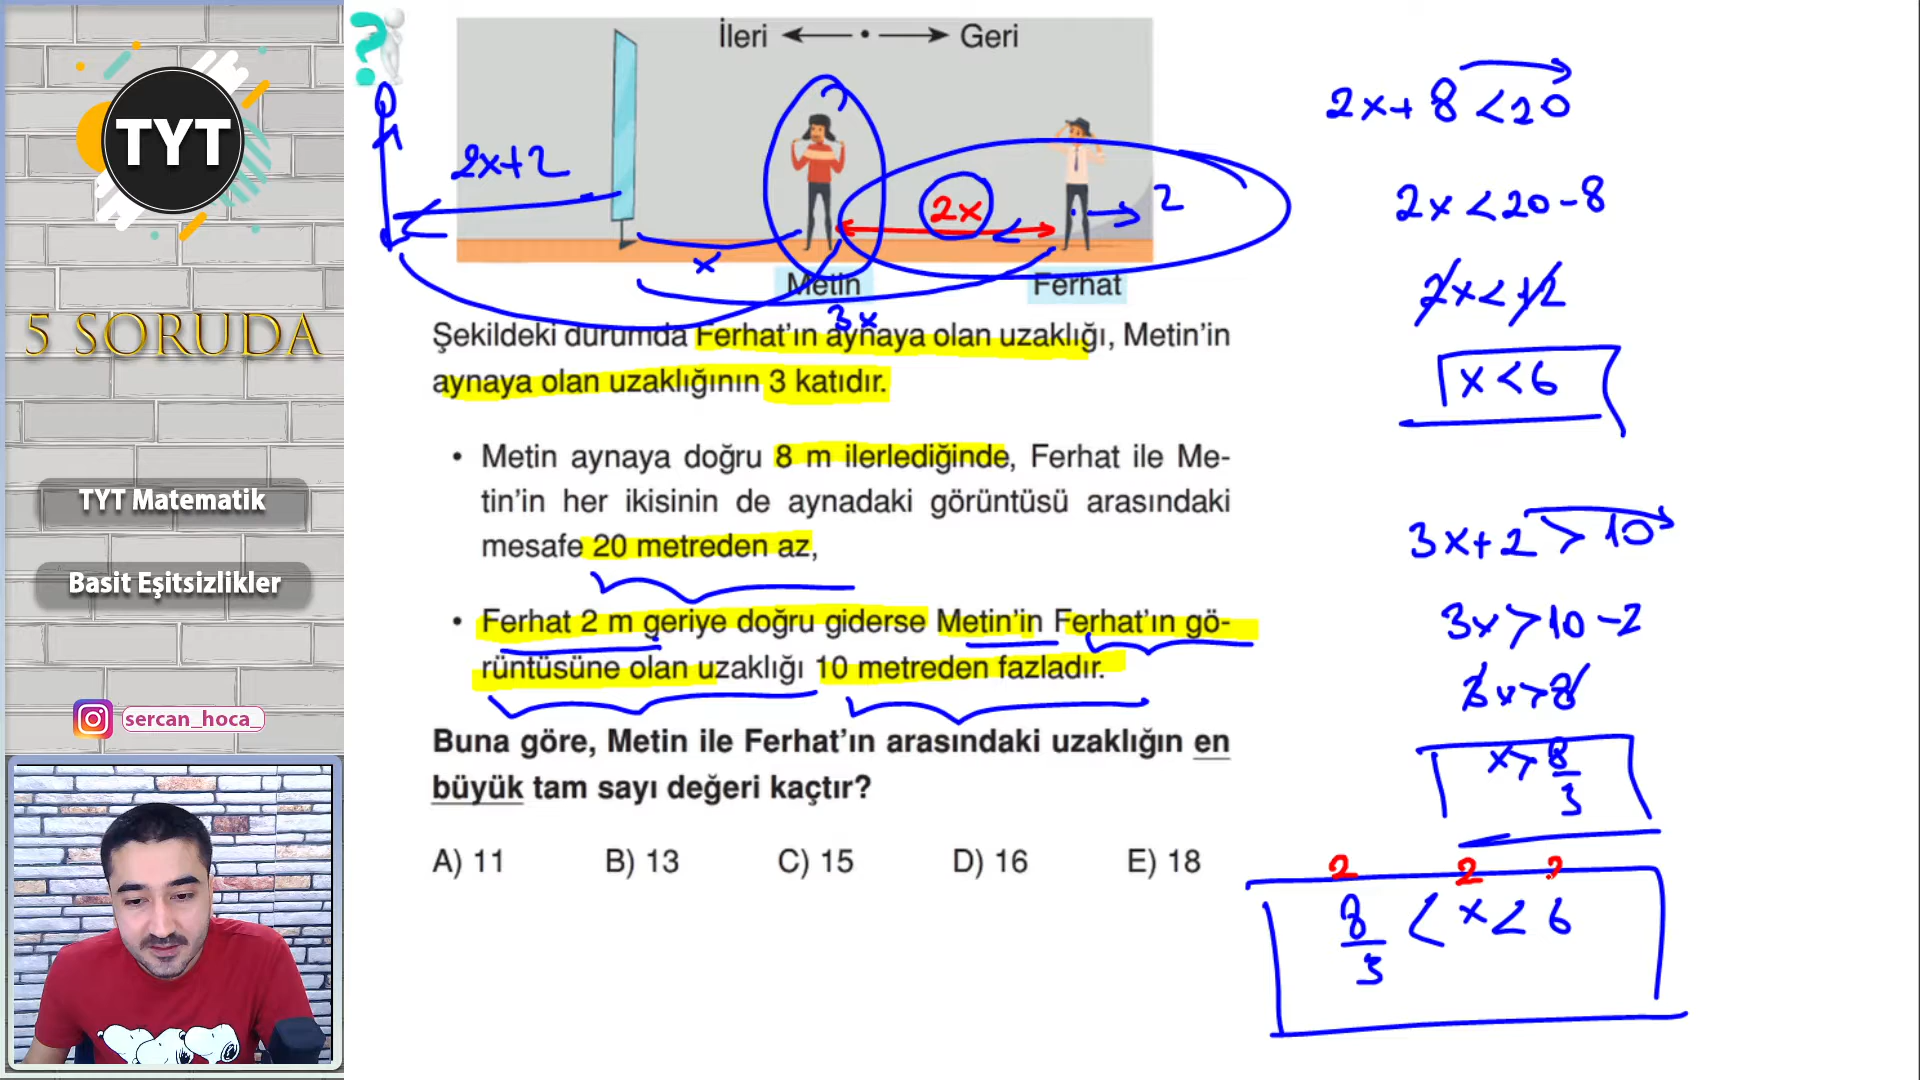 TYT
5 SORUDA
TYT Matematik
Basit Eşitsizlikler
sercan_hoca_
İleri ← • → Geri
2x+2
2x
2
x
3x
Metin
Ferhat
Şekildeki durumda Ferhat'ın aynaya olan uzaklığı, Metin'in
aynaya olan uzaklığının 3 katıdır.
• Metin aynaya doğru 8 m ilerlediğinde, Ferhat ile Me-
tin'in her ikisinin de aynadaki görüntüsü arasındaki
mesafe 20 metreden az,
• Ferhat 2 m geriye doğru giderse Metin'in Ferhat'ın gö-
rüntüsüne olan uzaklığı 10 metreden fazladır.
Buna göre, Metin ile Ferhat'ın arasındaki uzaklığın en
büyük tam sayı değeri kaçtır?
A) 11 B) 13 C) 15 D) 16 E) 18
2x+8<20
2x<20-8
2x<12
x<6
3x+2>10
3x>10-2
3x>8
x>8/3
2 2 2
8/3<x<6